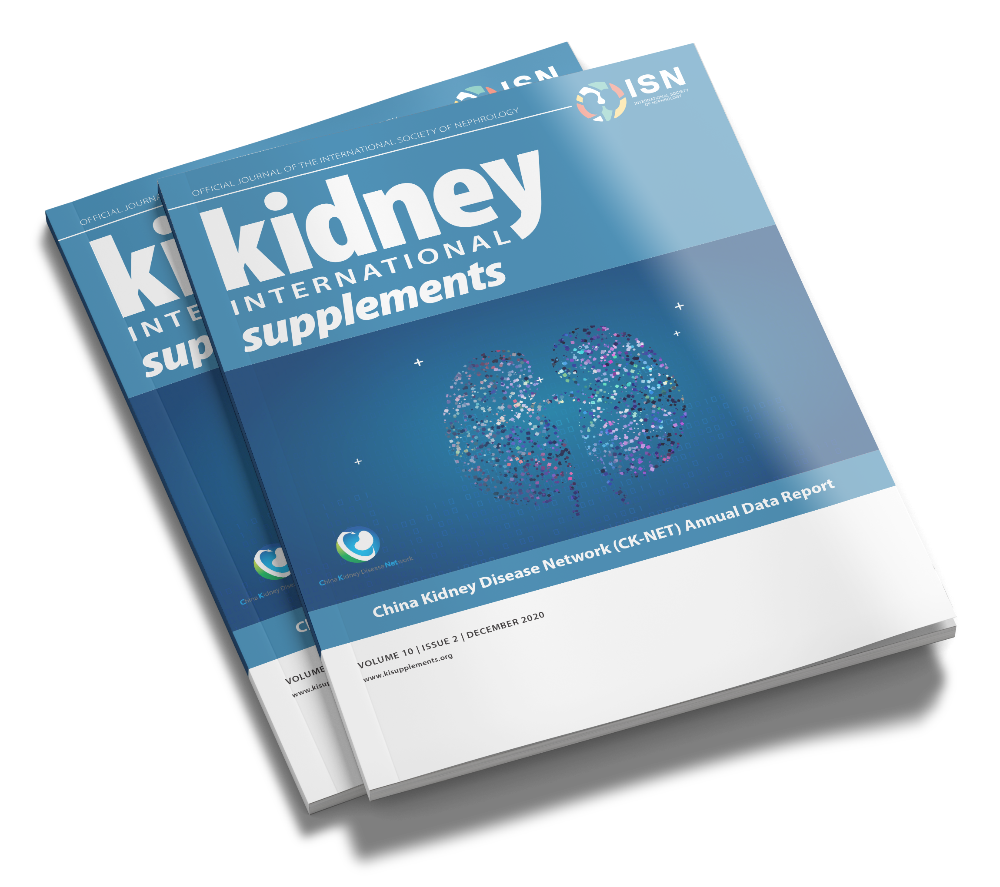 ISN
INTERNATIONAL SOCIETY
OF NEPHROLOGY
OFFICIAL JOURNAL OF THE INTERNATIONAL SOCIETY OF NEPHROLOGY
kidney
INTERNATIONAL
supplements
China Kidney Disease Network
China Kidney Disease Network (CK-NET) Annual Data Report
VOLUME 10 | ISSUE 2 | DECEMBER 2020
www.kisupplements.org
ISN
OFFICIAL JOURNA
ki
INTE
sup
China Kidney Dise
C
VOLUME
www.kisup